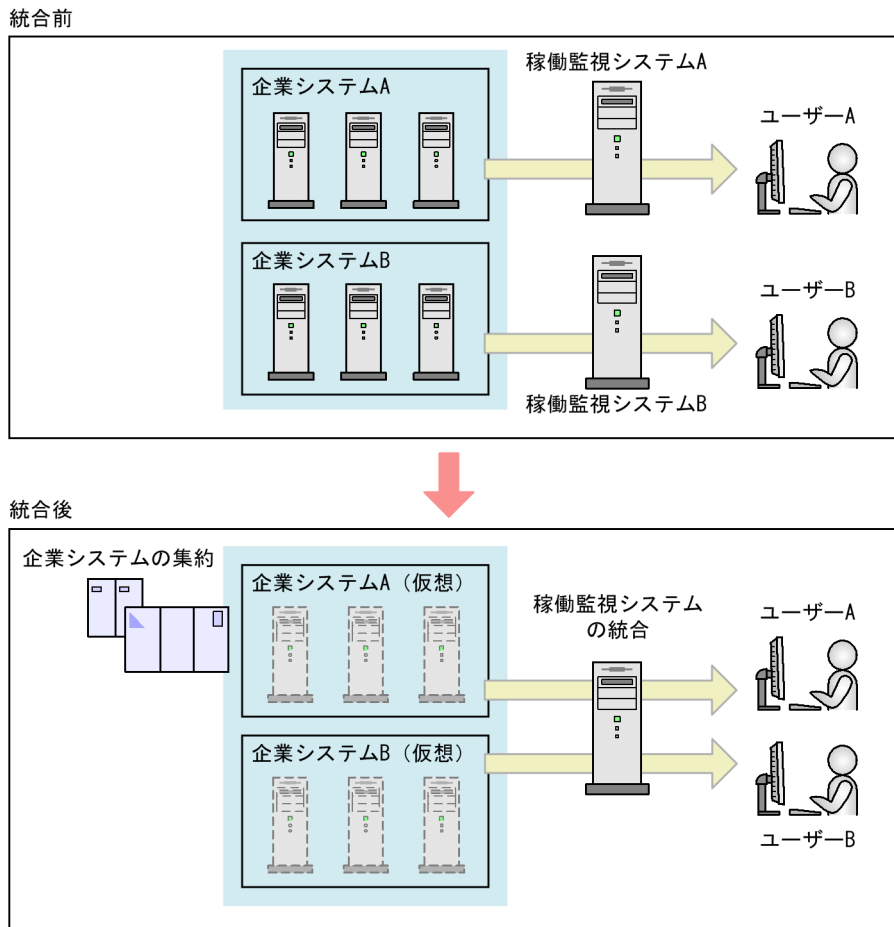 統合前
企業システムA
稼働監視システムA
ユーザーA
企業システムB
ユーザーB
稼働監視システムB
統合後
企業システムの集約
企業システムA（仮想）
稼働監視システム
の統合
ユーザーA
企業システムB（仮想）
ユーザーB